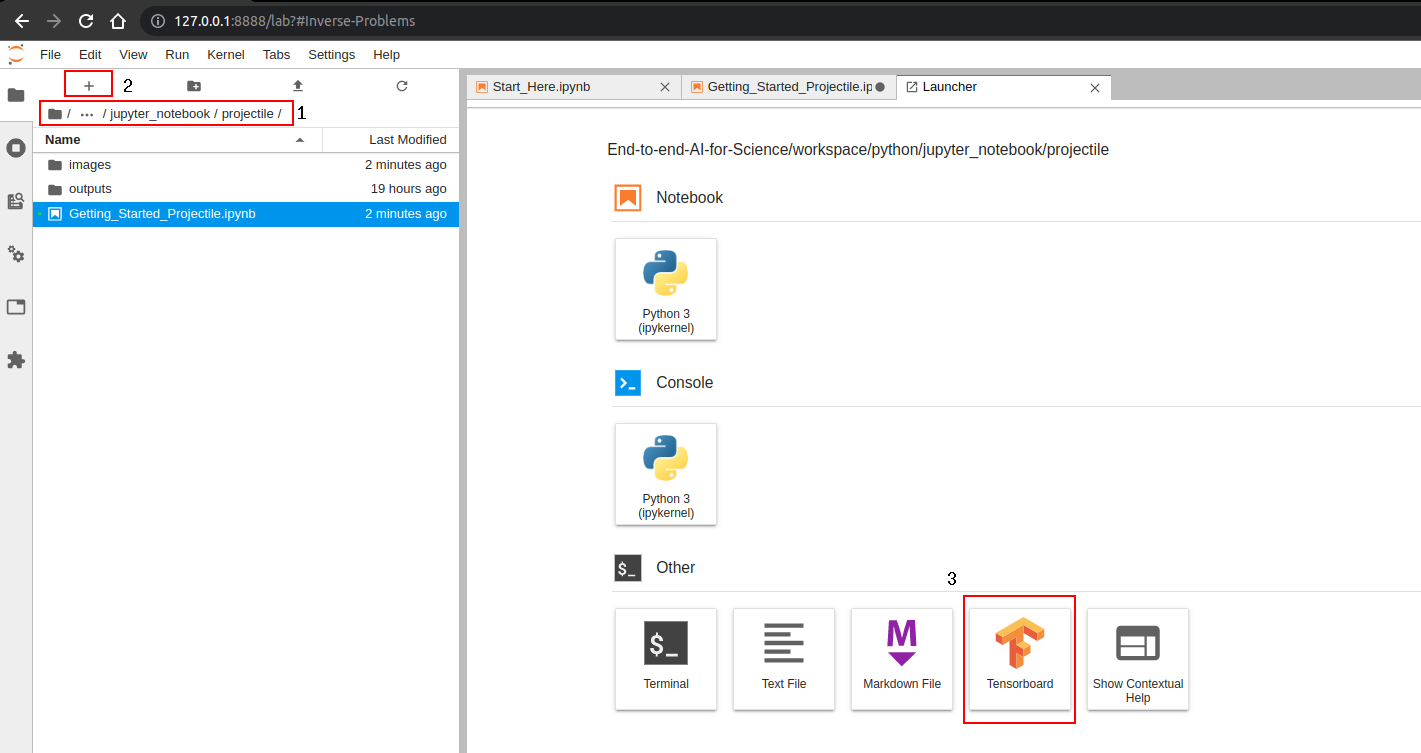 127.0.0.1:8888/lab?#Inverse-Problems
File Edit View Run Kernel Tabs Settings Help
2
/ ... / jupyter_notebook / projectile / 1
Name Last Modified
images 2 minutes ago
outputs 19 hours ago
Getting_Started_Projectile.ipynb 2 minutes ago
Start_Here.ipynb Getting_Started_Projectile.ip Launcher
End-to-end-AI-for-Science/workspace/python/jupyter_notebook/projectile
Notebook
Python 3
(ipykernel)
Console
>_
Python 3
(ipykernel)
$_ Other
3
$_ M
Terminal Text File Markdown File Tensorboard Show Contextual
Help